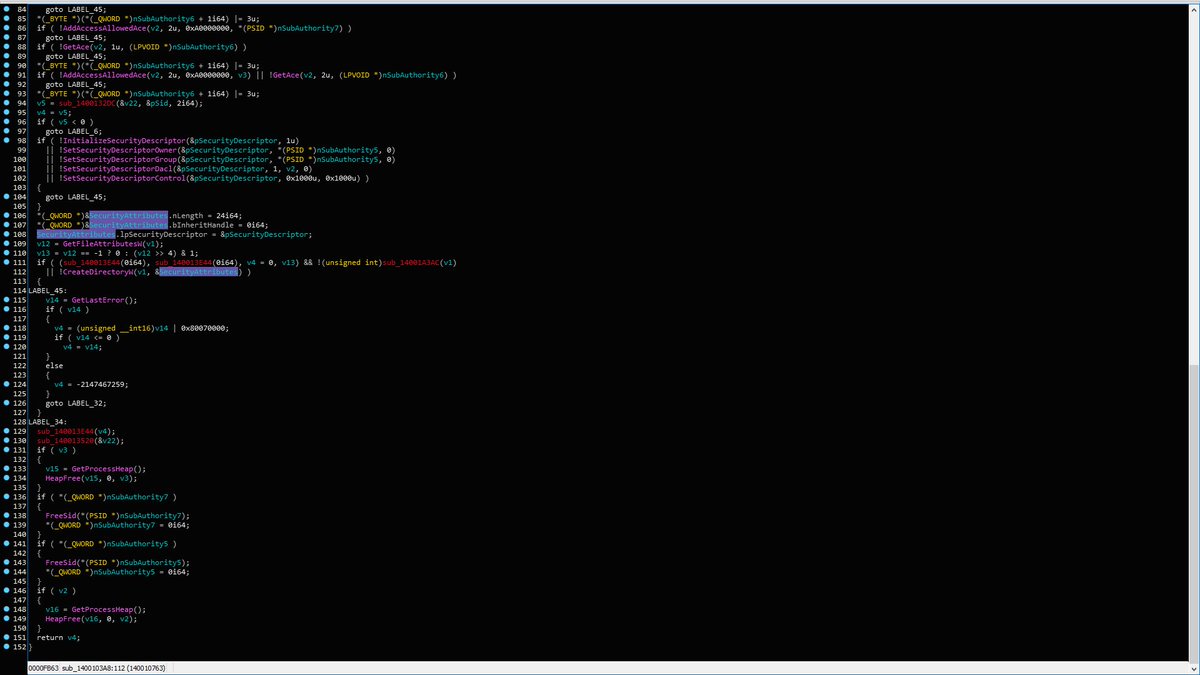 84 goto LABEL_45;
85 *(_BYTE *)(*(_QWORD *)nSubAuthority6 + 1i64) |= 3u;
86 if ( !AddAccessAllowedAce(v2, 2u, 0xA0000000, *(PSID *)nSubAuthority7) )
87 goto LABEL_45;
88 if ( !GetAce(v2, 1u, (LPVOID *)nSubAuthority6) )
89 goto LABEL_45;
90 *(_BYTE *)(*(_QWORD *)nSubAuthority6 + 1i64) |= 3u;
91 if ( !AddAccessAllowedAce(v2, 2u, 0xA0000000, v3) || !GetAce(v2, 2u, (LPVOID *)nSubAuthority6) )
92 goto LABEL_45;
93 *(_BYTE *)(*(_QWORD *)nSubAuthority6 + 1i64) |= 3u;
94 v5 = sub_1400132DC(&v22, &pSid, 2i64);
95 v4 = v5;
96 if ( v5 < 0 )
97 goto LABEL_6;
98 if ( !InitializeSecurityDescriptor(&pSecurityDescriptor, 1u)
99 || !SetSecurityDescriptorOwner(&pSecurityDescriptor, *(PSID *)nSubAuthority5, 0)
100 || !SetSecurityDescriptorGroup(&pSecurityDescriptor, *(PSID *)nSubAuthority5, 0)
101 || !SetSecurityDescriptorDacl(&pSecurityDescriptor, 1, v2, 0)
102 || !SetSecurityDescriptorControl(&pSecurityDescriptor, 0x1000u, 0x1000u) )
103 {
104 goto LABEL_45;
105 }
106 *(_QWORD *)&SecurityAttributes.nLength = 24i64;
107 *(_QWORD *)&SecurityAttributes.bInheritHandle = 0i64;
108 SecurityAttributes.lpSecurityDescriptor = &pSecurityDescriptor;
109 v12 = GetFileAttributesW(v1);
110 v13 = v12 == -1 ? 0 : (v12 >> 4) & 1;
111 if ( (sub_140013E44(0i64), sub_140013E44(0i64), v4 = 0, v13) && !(unsigned int)sub_1400143AC(v1)
112 || !CreateDirectoryW(v1, &SecurityAttributes) )
113 {
114 LABEL_45:
115 v14 = GetLastError();
116 if ( v14 )
117 {
118 v4 = (unsigned __int16)v14 | 0x80070000;
119 if ( v14 <= 0 )
120 v4 = v14;
121 }
122 else
123 {
124 v4 = -2147467259;
125 }
126 goto LABEL_32;
127 }
128 LABEL_34:
129 sub_140013E44(v4);
130 sub_140013520(&v22);
131 if ( v3 )
132 {
133 v15 = GetProcessHeap();
134 HeapFree(v15, 0, v3);
135 }
136 if ( *(_QWORD *)nSubAuthority7 )
137 {
138 FreeSid(*(PSID *)nSubAuthority7);
139 *(_QWORD *)nSubAuthority7 = 0i64;
140 }
141 if ( *(_QWORD *)nSubAuthority5 )
142 {
143 FreeSid(*(PSID *)nSubAuthority5);
144 *(_QWORD *)nSubAuthority5 = 0i64;
145 }
146 if ( v2 )
147 {
148 v16 = GetProcessHeap();
149 HeapFree(v16, 0, v2);
150 }
151 return v4;
152 }
0000FB63 sub_1400103A8:112 (140010763)